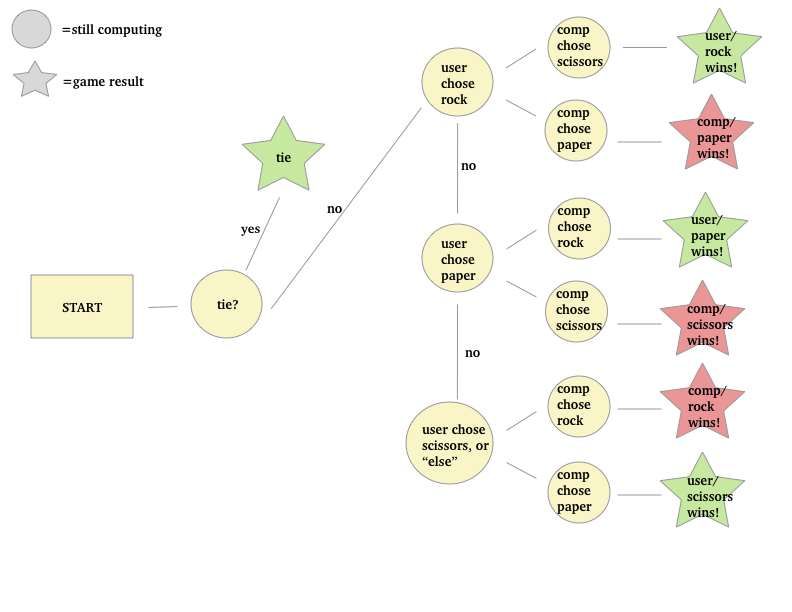 =still computing
=game result
tie
yes
no
START
tie?
user
chose
rock
no
user
chose
paper
no
user chose
scissors, or
“else”
comp
chose
scissors
user/
rock
wins!
comp
chose
paper
comp/
paper
wins!
comp
chose
rock
user/
paper
wins!
comp
chose
scissors
comp/
scissors
wins!
comp
chose
rock
comp/
rock
wins!
comp
chose
paper
user/
scissors
wins!